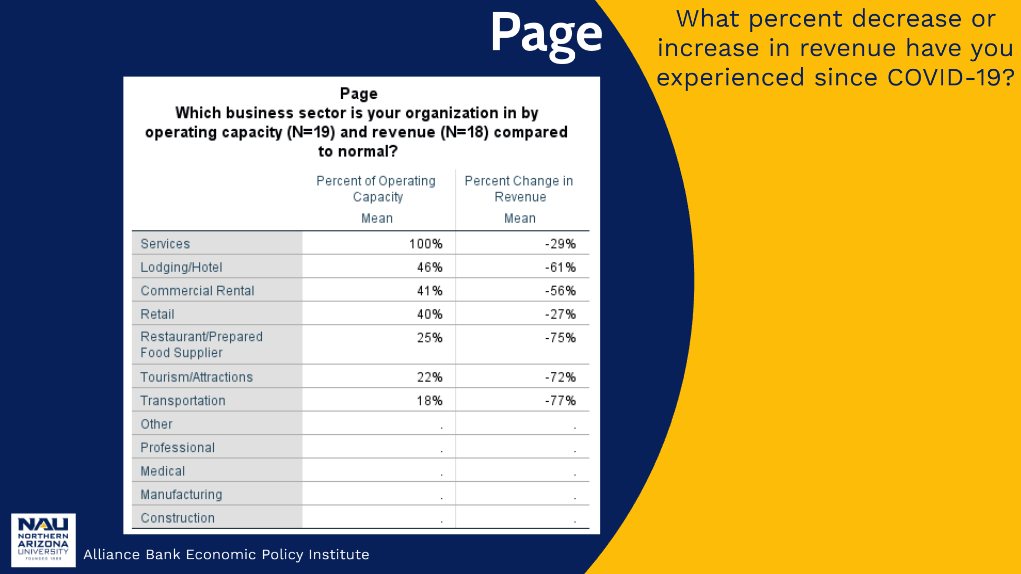 Page
What percent decrease or
increase in revenue have you
experienced since COVID-19?
Page
Which business sector is your organization in by
operating capacity (N=19) and revenue (N=18) compared
to normal?
Percent of Operating Capacity Percent Change in Revenue
Mean Mean
Services 100% -29%
Lodging/Hotel 46% -61%
Commercial Rental 41% -56%
Retail 40% -27%
Restaurant/Prepared Food Supplier 25% -75%
Tourism/Attractions 22% -72%
Transportation 18% -77%
Other . .
Professional . .
Medical . .
Manufacturing . .
Construction . .
NAU
NORTHERN
ARIZONA
UNIVERSITY
FOUNDED 1899
Alliance Bank Economic Policy Institute